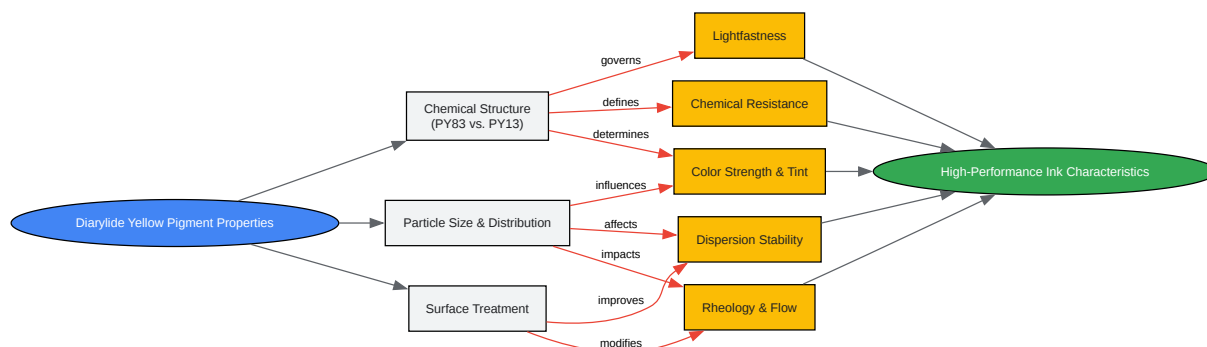 Lightfastness
governs
Chemical Structure
(PY83 vs. PY13)
defines
Chemical Resistance
determines
Color Strength & Tint
High-Performance Ink Characteristics
influences
Diarylide Yellow Pigment Properties
Particle Size & Distribution
affects
Dispersion Stability
impacts
Surface Treatment
improves
Rheology & Flow
modifies